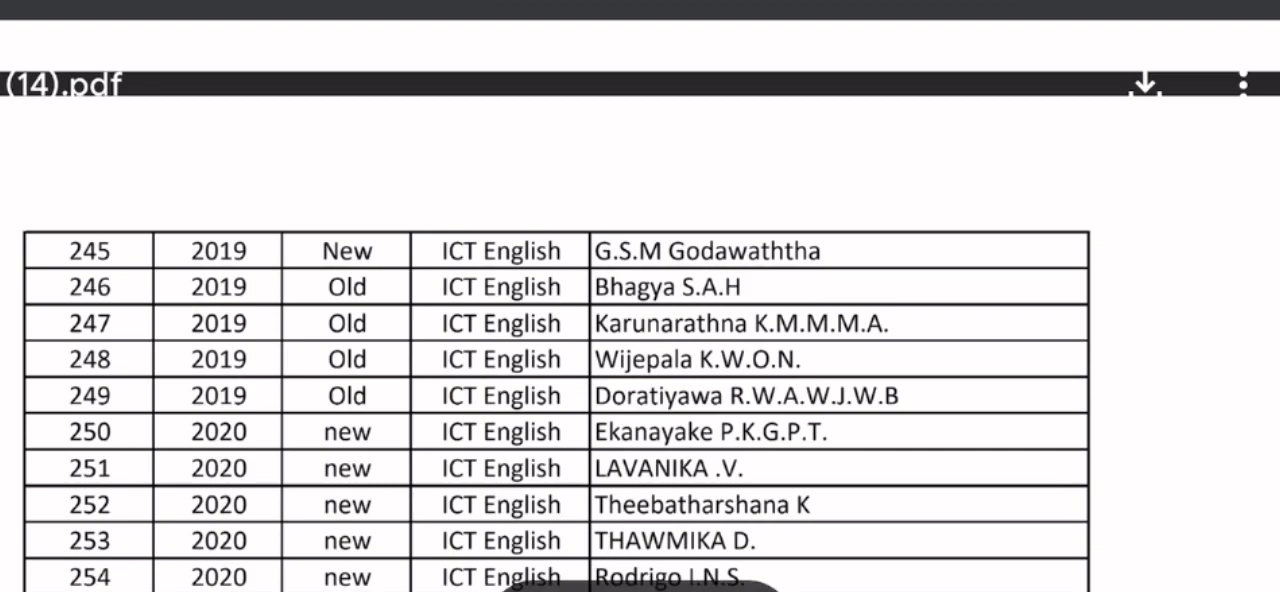 (14).pdf
245 2019 New ICT English G.S.M Godawaththa
246 2019 Old ICT English Bhagya S.A.H
247 2019 Old ICT English Karunarathna K.M.M.M.A.
248 2019 Old ICT English Wijepala K.W.O.N.
249 2019 Old ICT English Doratiyawa R.W.A.W.J.W.B
250 2020 new ICT English Ekanayake P.K.G.P.T.
251 2020 new ICT English LAVANIKA .V.
252 2020 new ICT English Theebatharshana K
253 2020 new ICT English THAWMIKA D.
254 2020 new ICT English Rodrigo I.N.S.